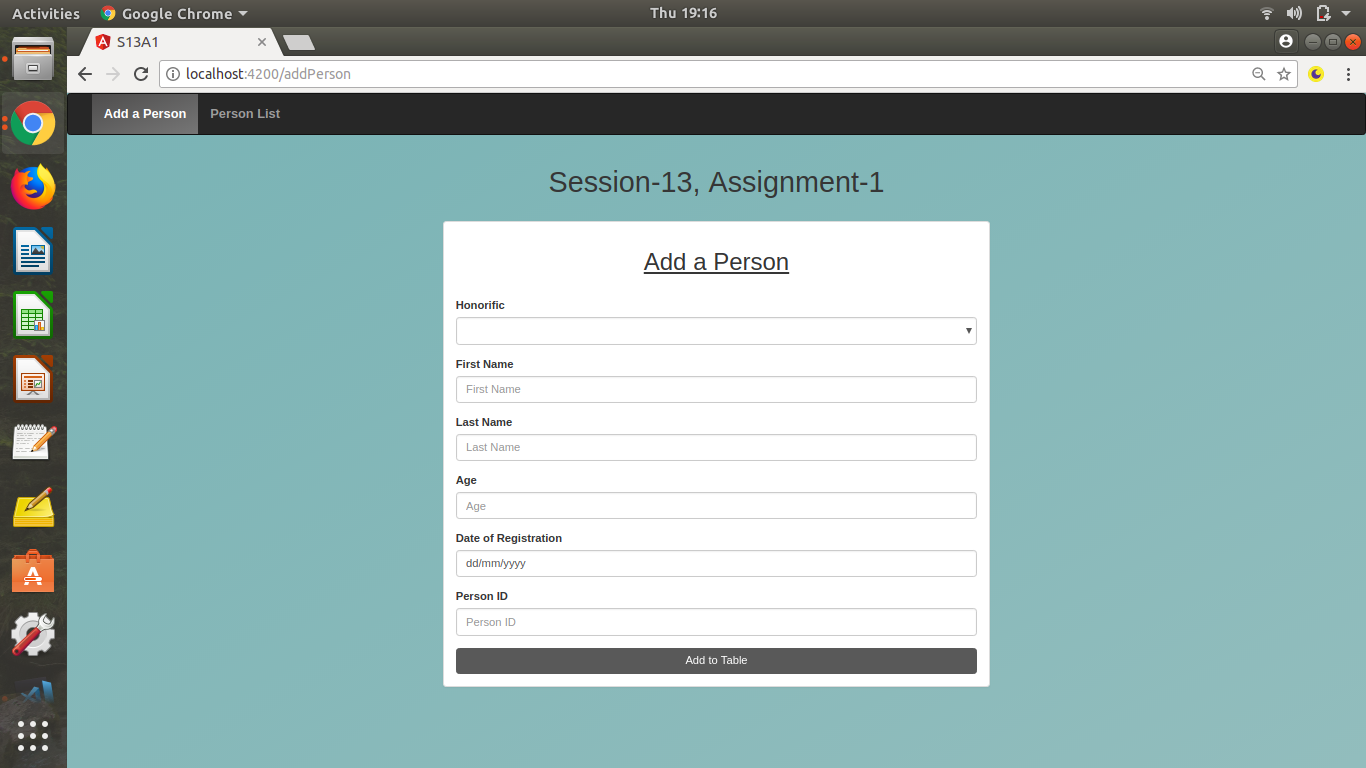 Activities
Google Chrome
Thu 19:16
S13A1
localhost:4200/addPerson
Add a Person
Person List
Session-13, Assignment-1
Add a Person
Honorific
First Name
First Name
Last Name
Last Name
Age
Age
Date of Registration
dd/mm/yyyy
Person ID
Person ID
Add to Table